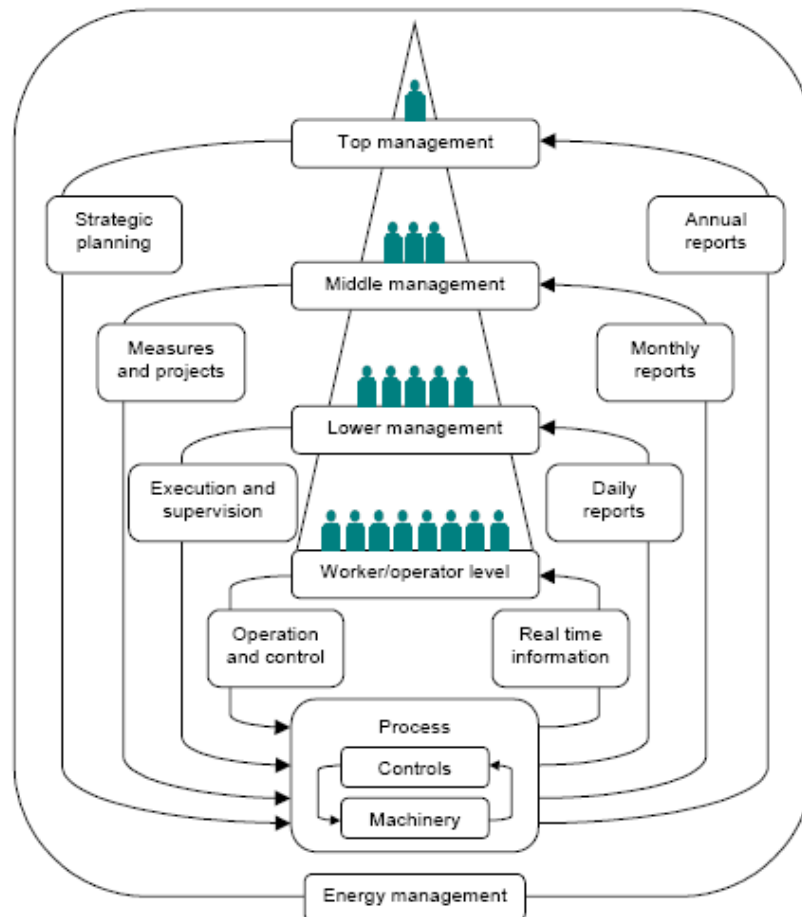 Top management
Strategic
planning
Annual
reports
Middle management
Measures
and projects
Monthly
reports
Lower management
Execution and
supervision
Daily
reports
Worker/operator level
Operation
and control
Real time
information
Process
Controls
Machinery
Energy management